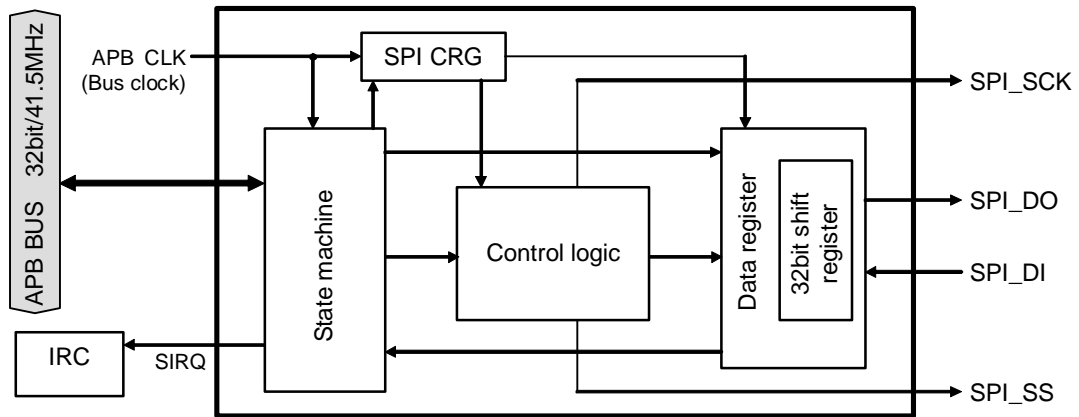 APB BUS 32bit/41.5MHz
APB CLK
(Bus clock)
SPI CRG
SPI_SCK
State machine
Control logic
Data register
32bit shift
register
SPI_DO
SPI_DI
IRC
SIRQ
SPI_SS